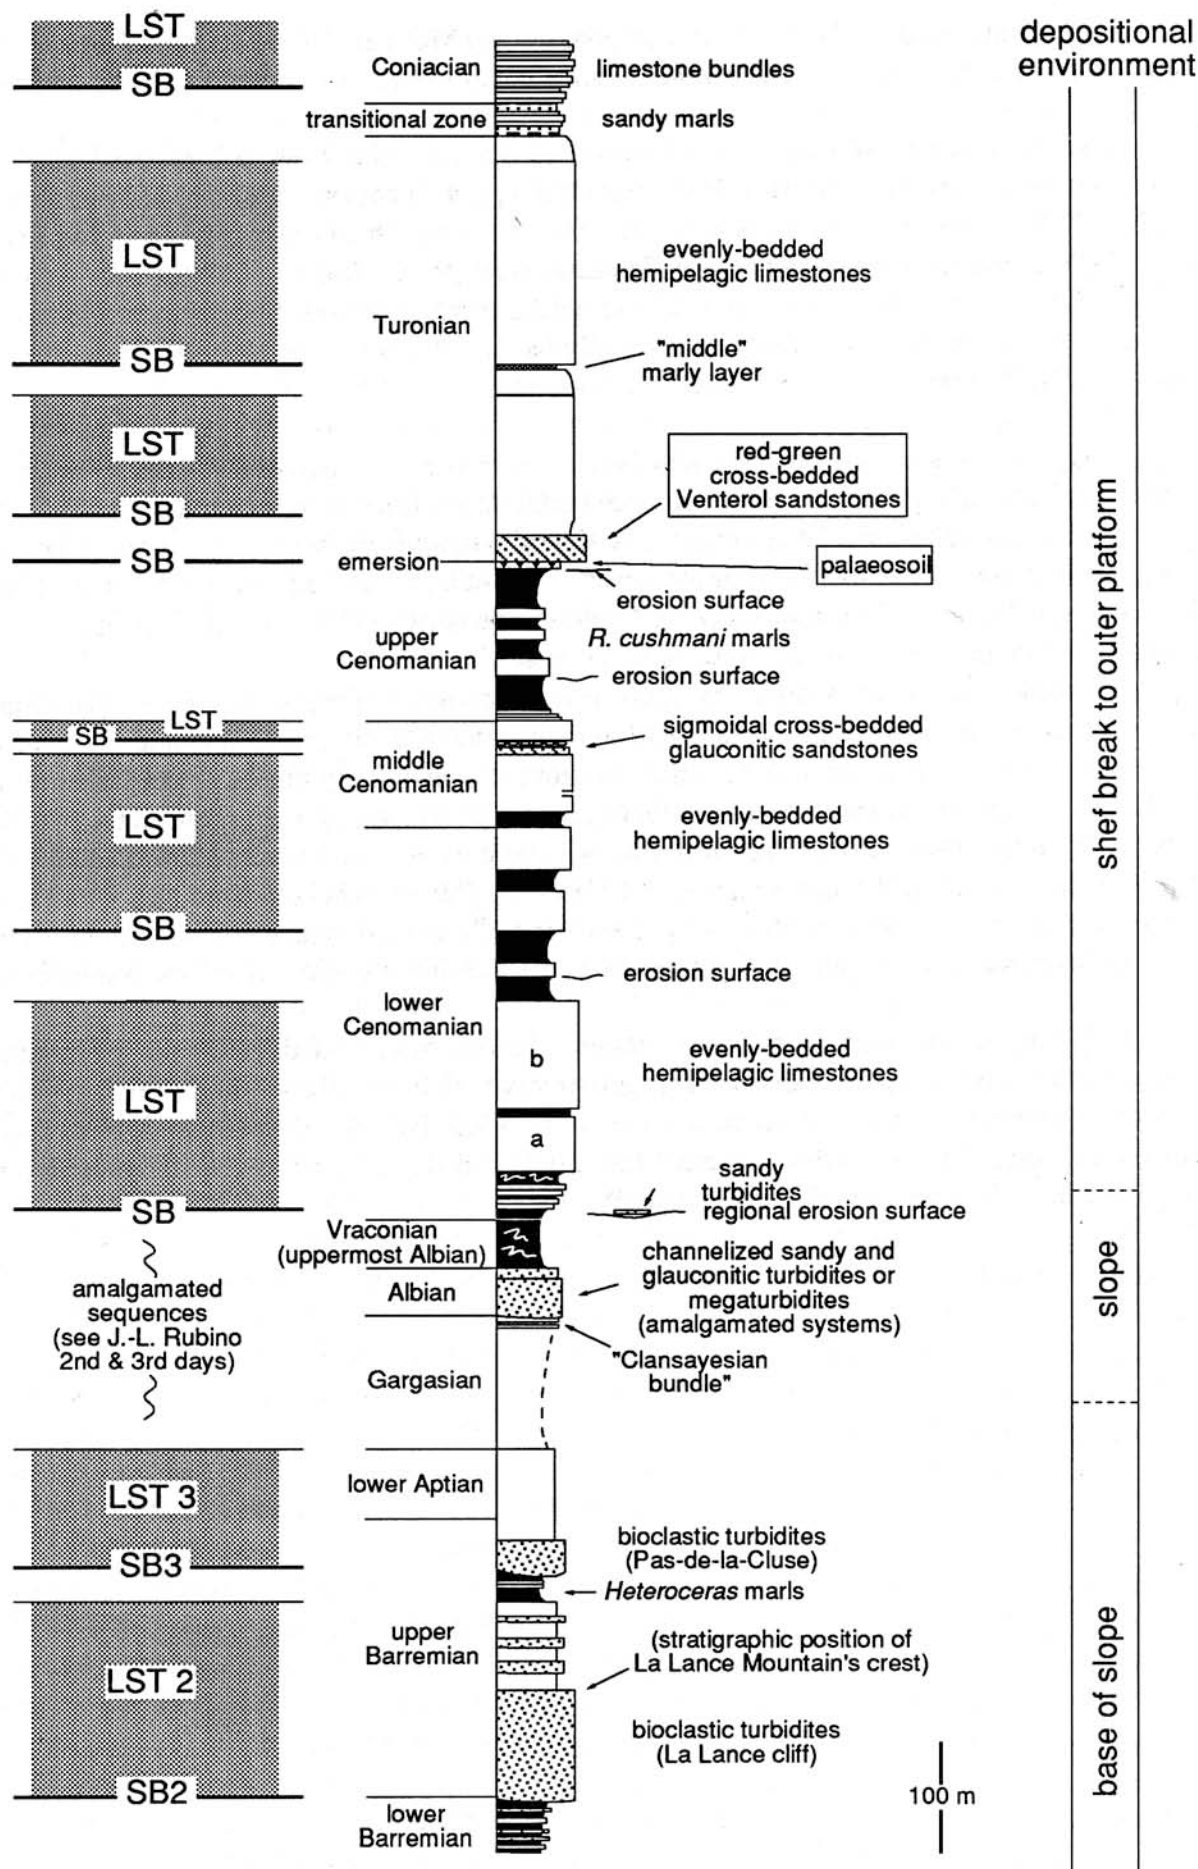 LST
SB
LST
SB
LST
SB
SB
LST
SB
LST
SB
LST
SB
amalgamated
sequences
(see J.-L. Rubino
2nd & 3rd days)
LST 3
SB3
LST 2
SB2
Coniacian
transitional zone
Turonian
emersion
upper
Cenomanian
middle
Cenomanian
lower
Cenomanian
Vraconian
(uppermost Albian)
Albian
Gargasian
lower Aptian
upper
Barremian
lower
Barremian
b
a
limestone bundles
sandy marls
evenly-bedded
hemipelagic limestones
"middle"
marly layer
red-green
cross-bedded
Venterol sandstones
palaeosoil
erosion surface
R. cushmani marls
erosion surface
sigmoidal cross-bedded
glauconitic sandstones
evenly-bedded
hemipelagic limestones
erosion surface
evenly-bedded
hemipelagic limestones
sandy
turbidites
regional erosion surface
channelized sandy and
glauconitic turbidites or
megaturbidites
(amalgamated systems)
"Clansayesian
bundle"
bioclastic turbidites
(Pas-de-la-Cluse)
Heteroceras marls
(stratigraphic position of
La Lance Mountain's crest)
bioclastic turbidites
(La Lance cliff)
100 m
depositional
environment
shef break to outer platform
slope
base of slope